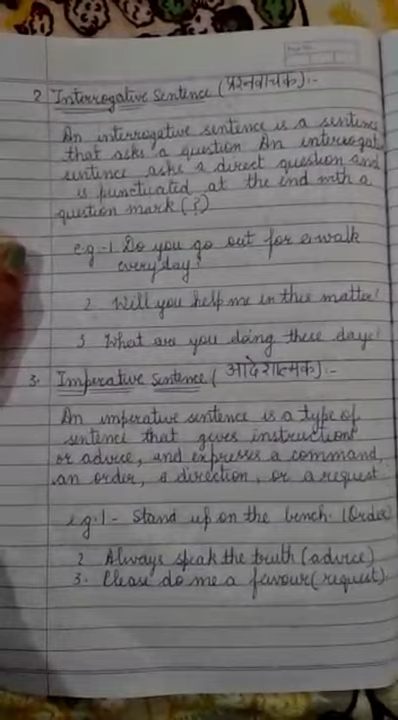 2 Interrogative Sentence (प्रश्नवाचक):-
An interrogative sentence is a sentence
that asks a question An interrogat
sentence asks a direct question and
is punctuated at the end with a
question mark (?)
e.g-1 Do you go out for a walk
everyday?
2 Will you help me in this matter?
3 What are you doing these days?
3. Imperative Sentence (आदेशात्मक):-
An imperative sentence is a type of
sentence that gives instructions
or advice, and expresses a command,
an order, a direction, or a request
e.g.1- Stand up on the bench. (Order)
2 Always speak the truth (advice)
3. Please do me a favour (request).